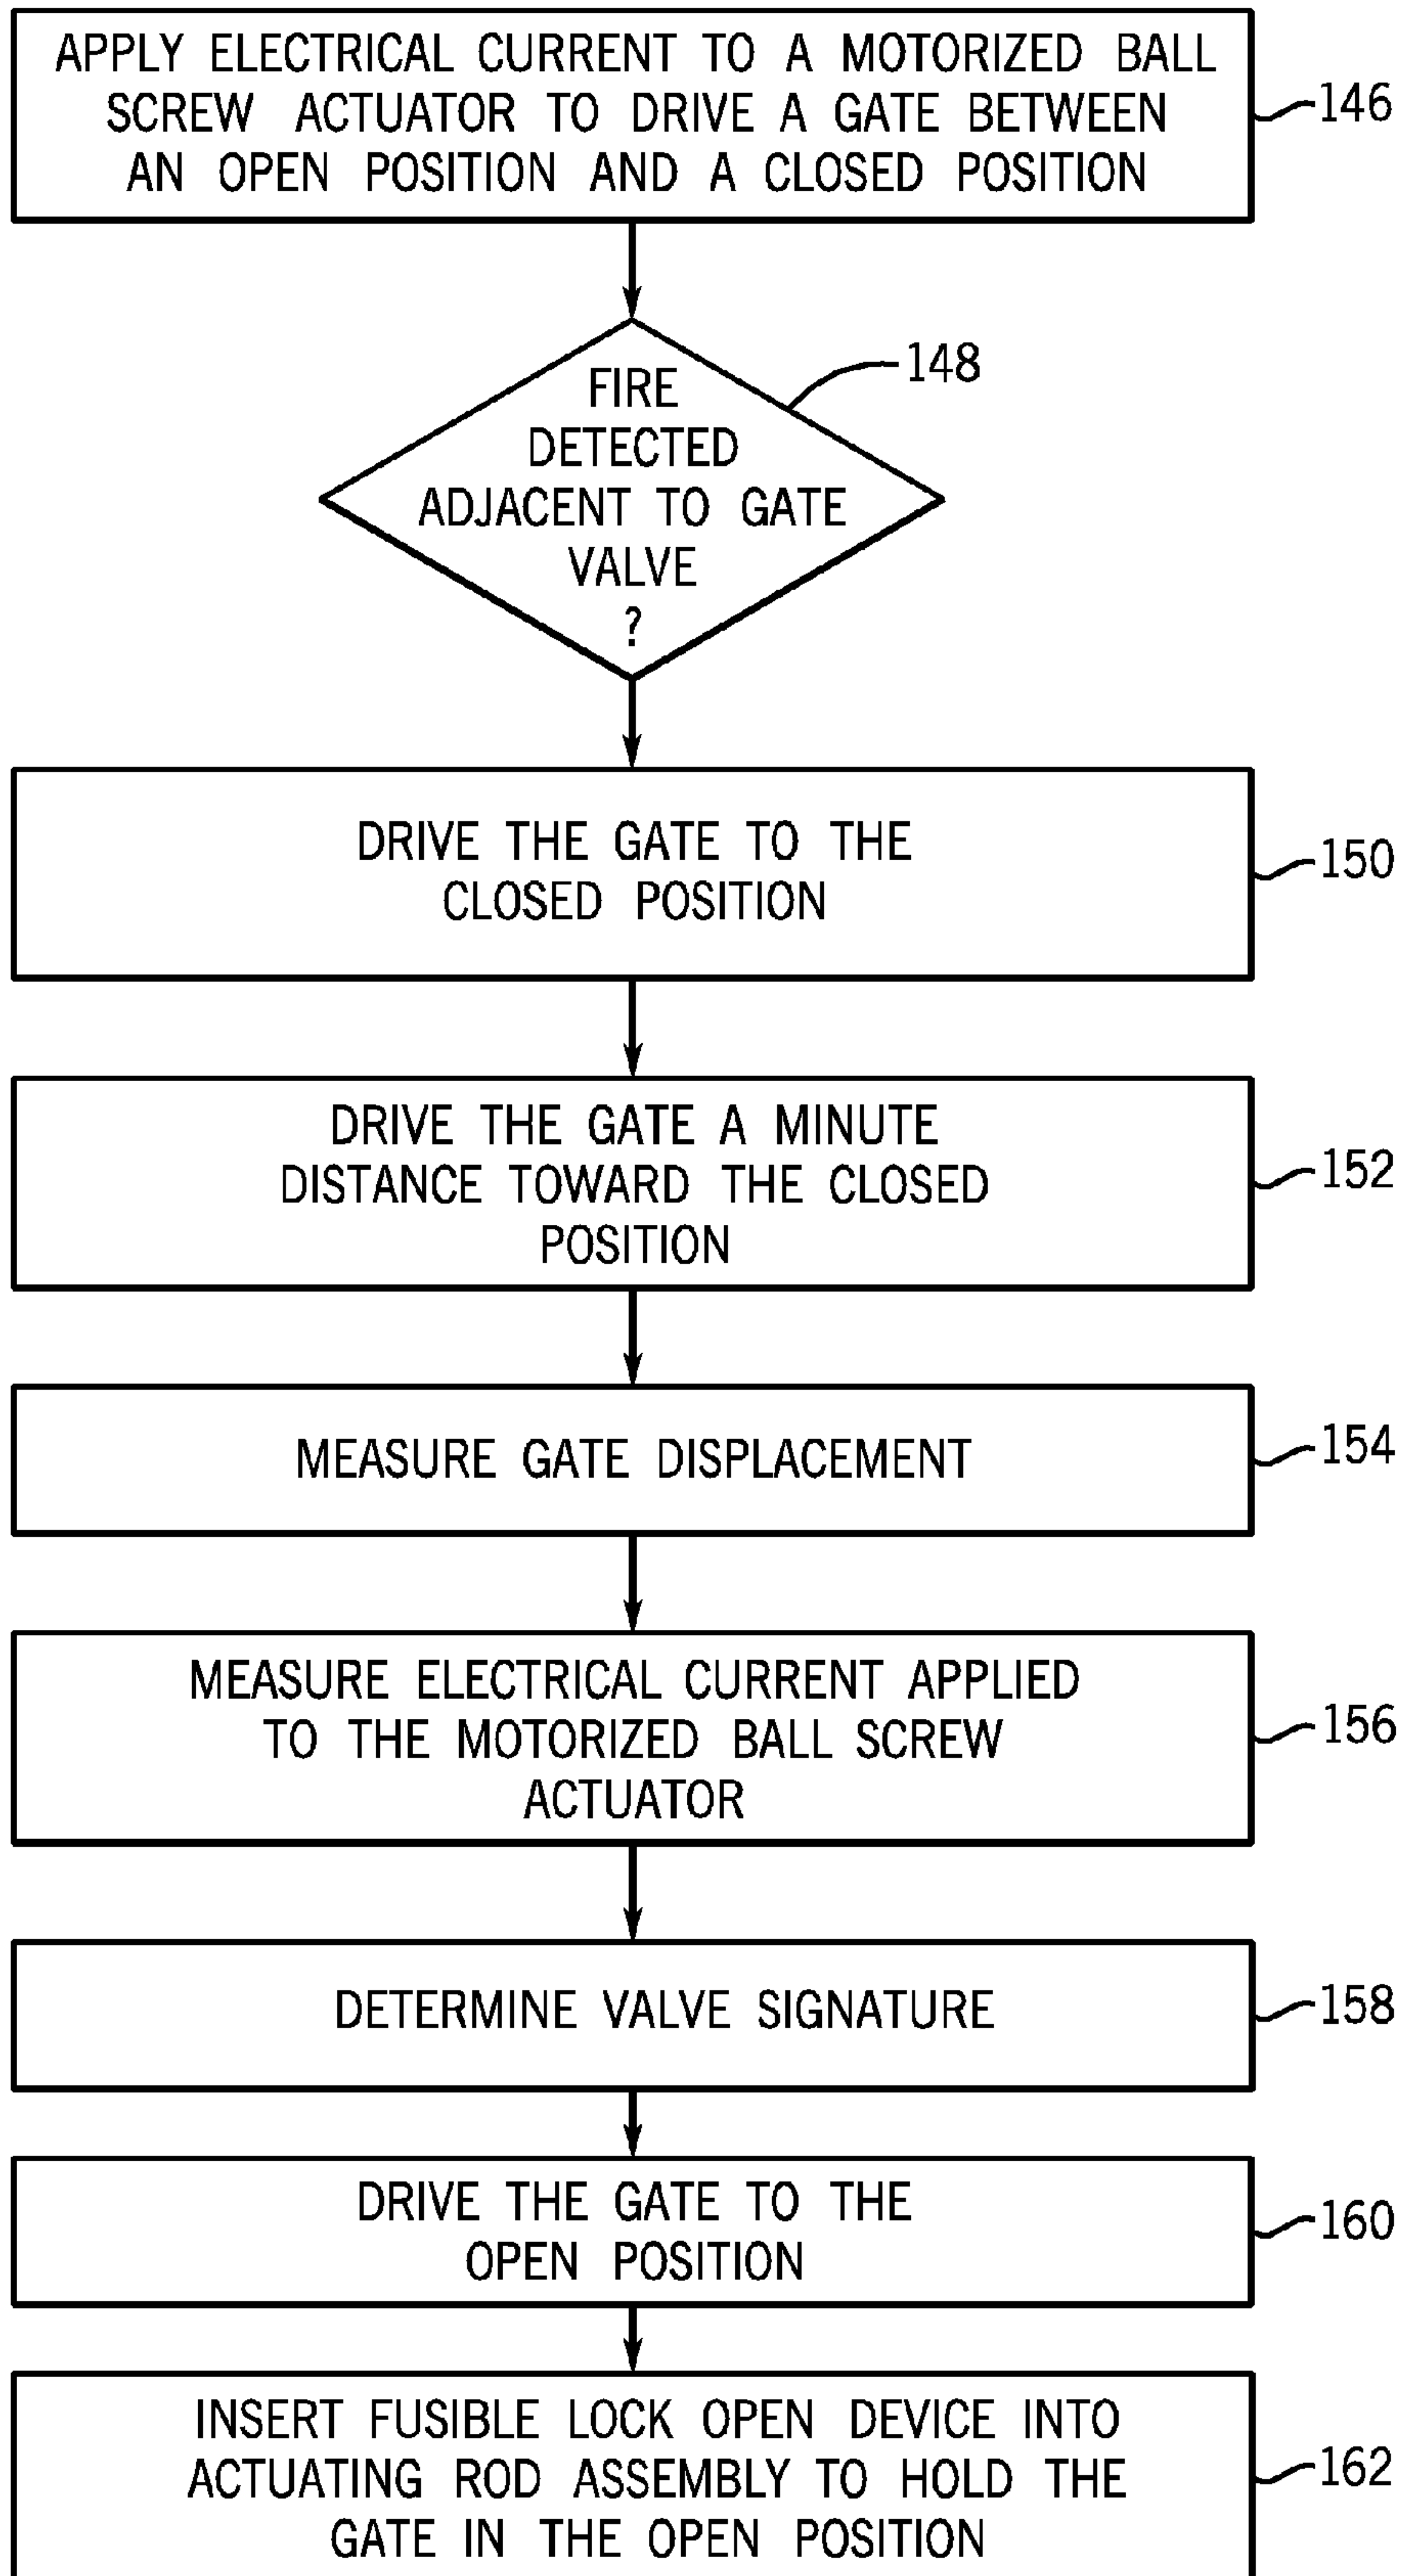 APPLY ELECTRICAL CURRENT TO A MOTORIZED BALL
SCREW ACTUATOR TO DRIVE A GATE BETWEEN
AN OPEN POSITION AND A CLOSED POSITION
146
FIRE
DETECTED
ADJACENT TO GATE
VALVE
?
148
DRIVE THE GATE TO THE
CLOSED POSITION
150
DRIVE THE GATE A MINUTE
DISTANCE TOWARD THE CLOSED
POSITION
152
MEASURE GATE DISPLACEMENT
154
MEASURE ELECTRICAL CURRENT APPLIED
TO THE MOTORIZED BALL SCREW
ACTUATOR
156
DETERMINE VALVE SIGNATURE
158
DRIVE THE GATE TO THE
OPEN POSITION
160
INSERT FUSIBLE LOCK OPEN DEVICE INTO
ACTUATING ROD ASSEMBLY TO HOLD THE
GATE IN THE OPEN POSITION
162